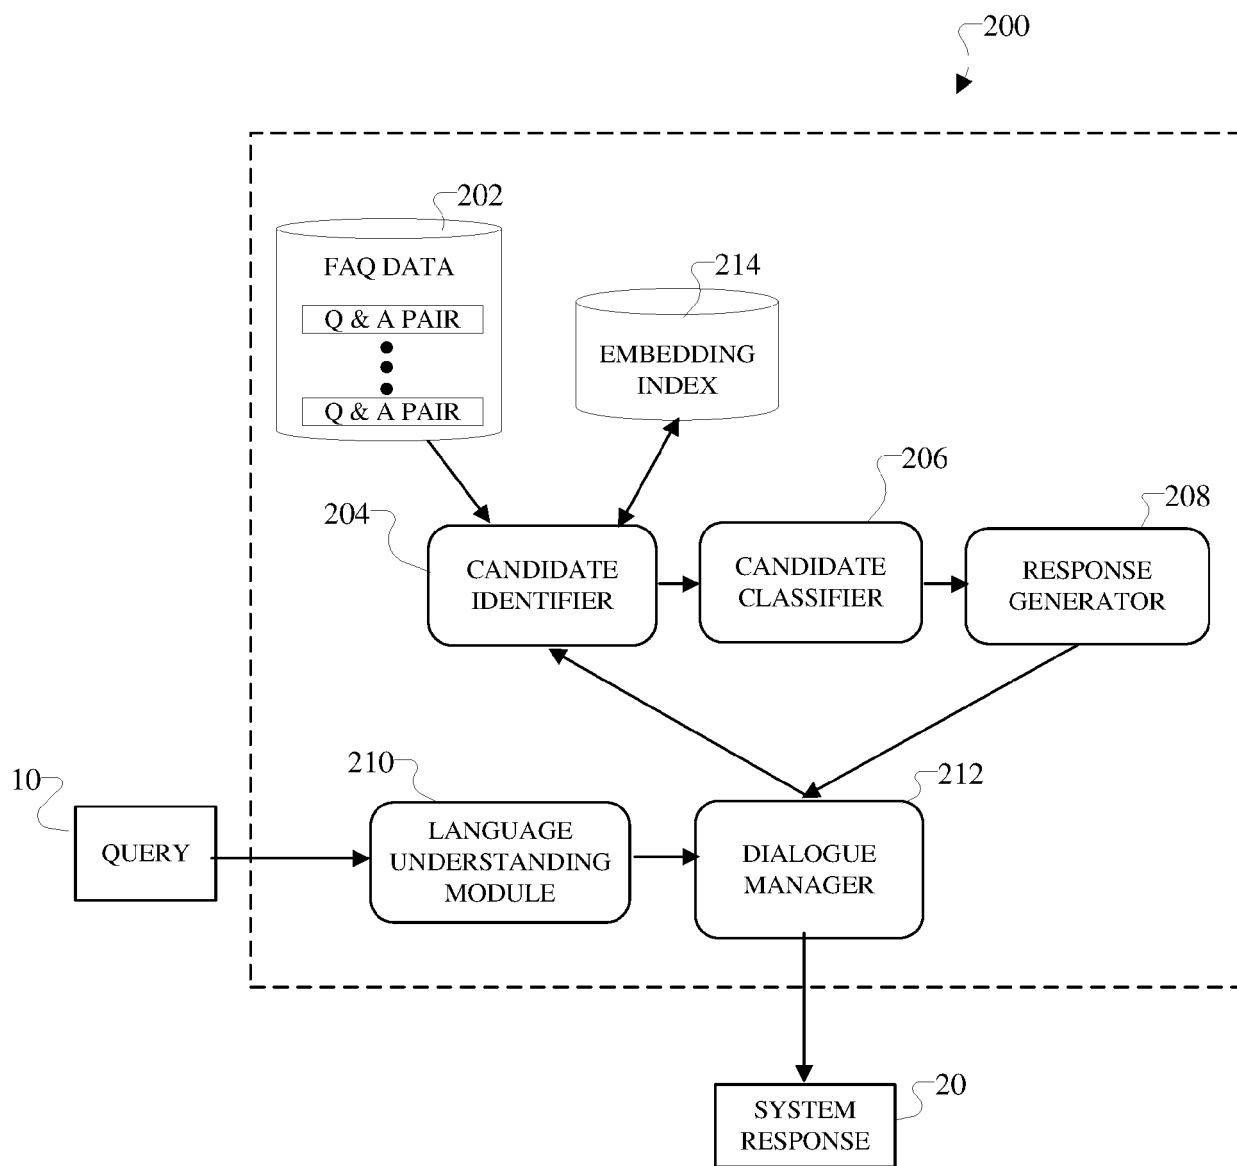 200
202
FAQ DATA
Q & A PAIR
Q & A PAIR
214
EMBEDDING
INDEX
206
208
204
CANDIDATE
IDENTIFIER
CANDIDATE
CLASSIFIER
RESPONSE
GENERATOR
10
QUERY
210
LANGUAGE
UNDERSTANDING
MODULE
212
DIALOGUE
MANAGER
20
SYSTEM
RESPONSE